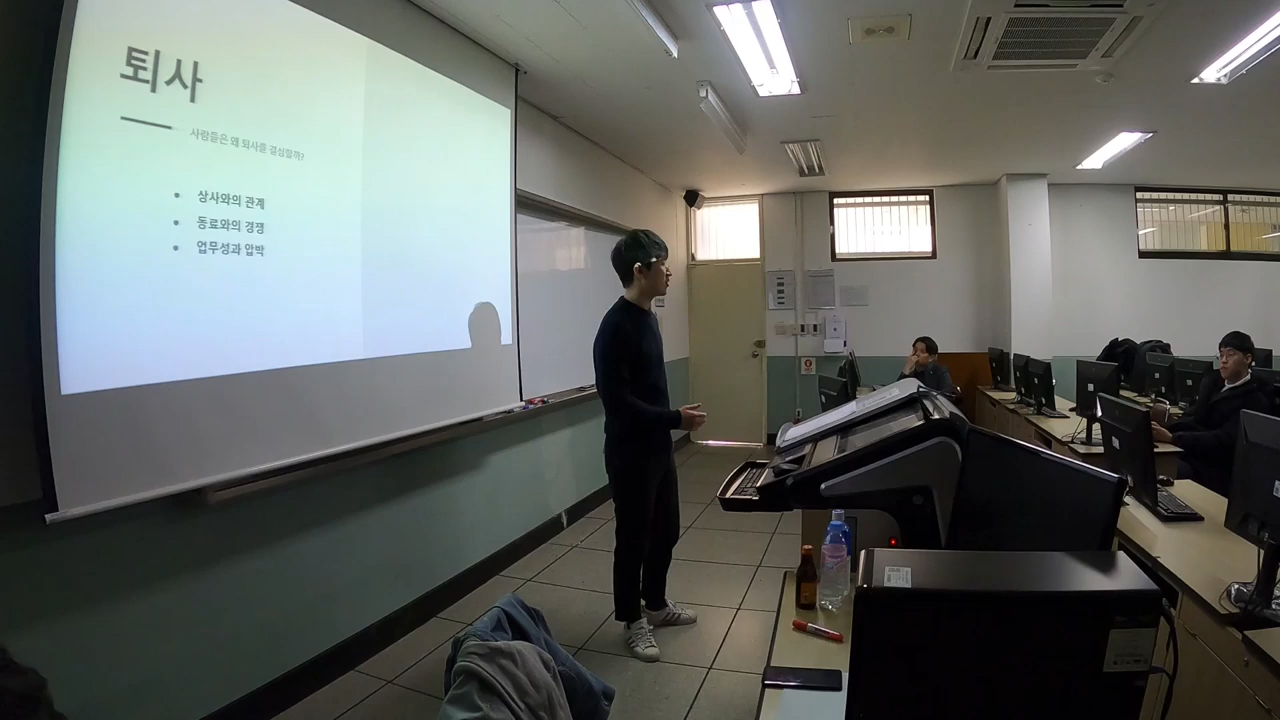 퇴사
사람들은 왜 퇴사를 결심할까?
상사와의 관계
동료와의 경쟁
업무성과 압박